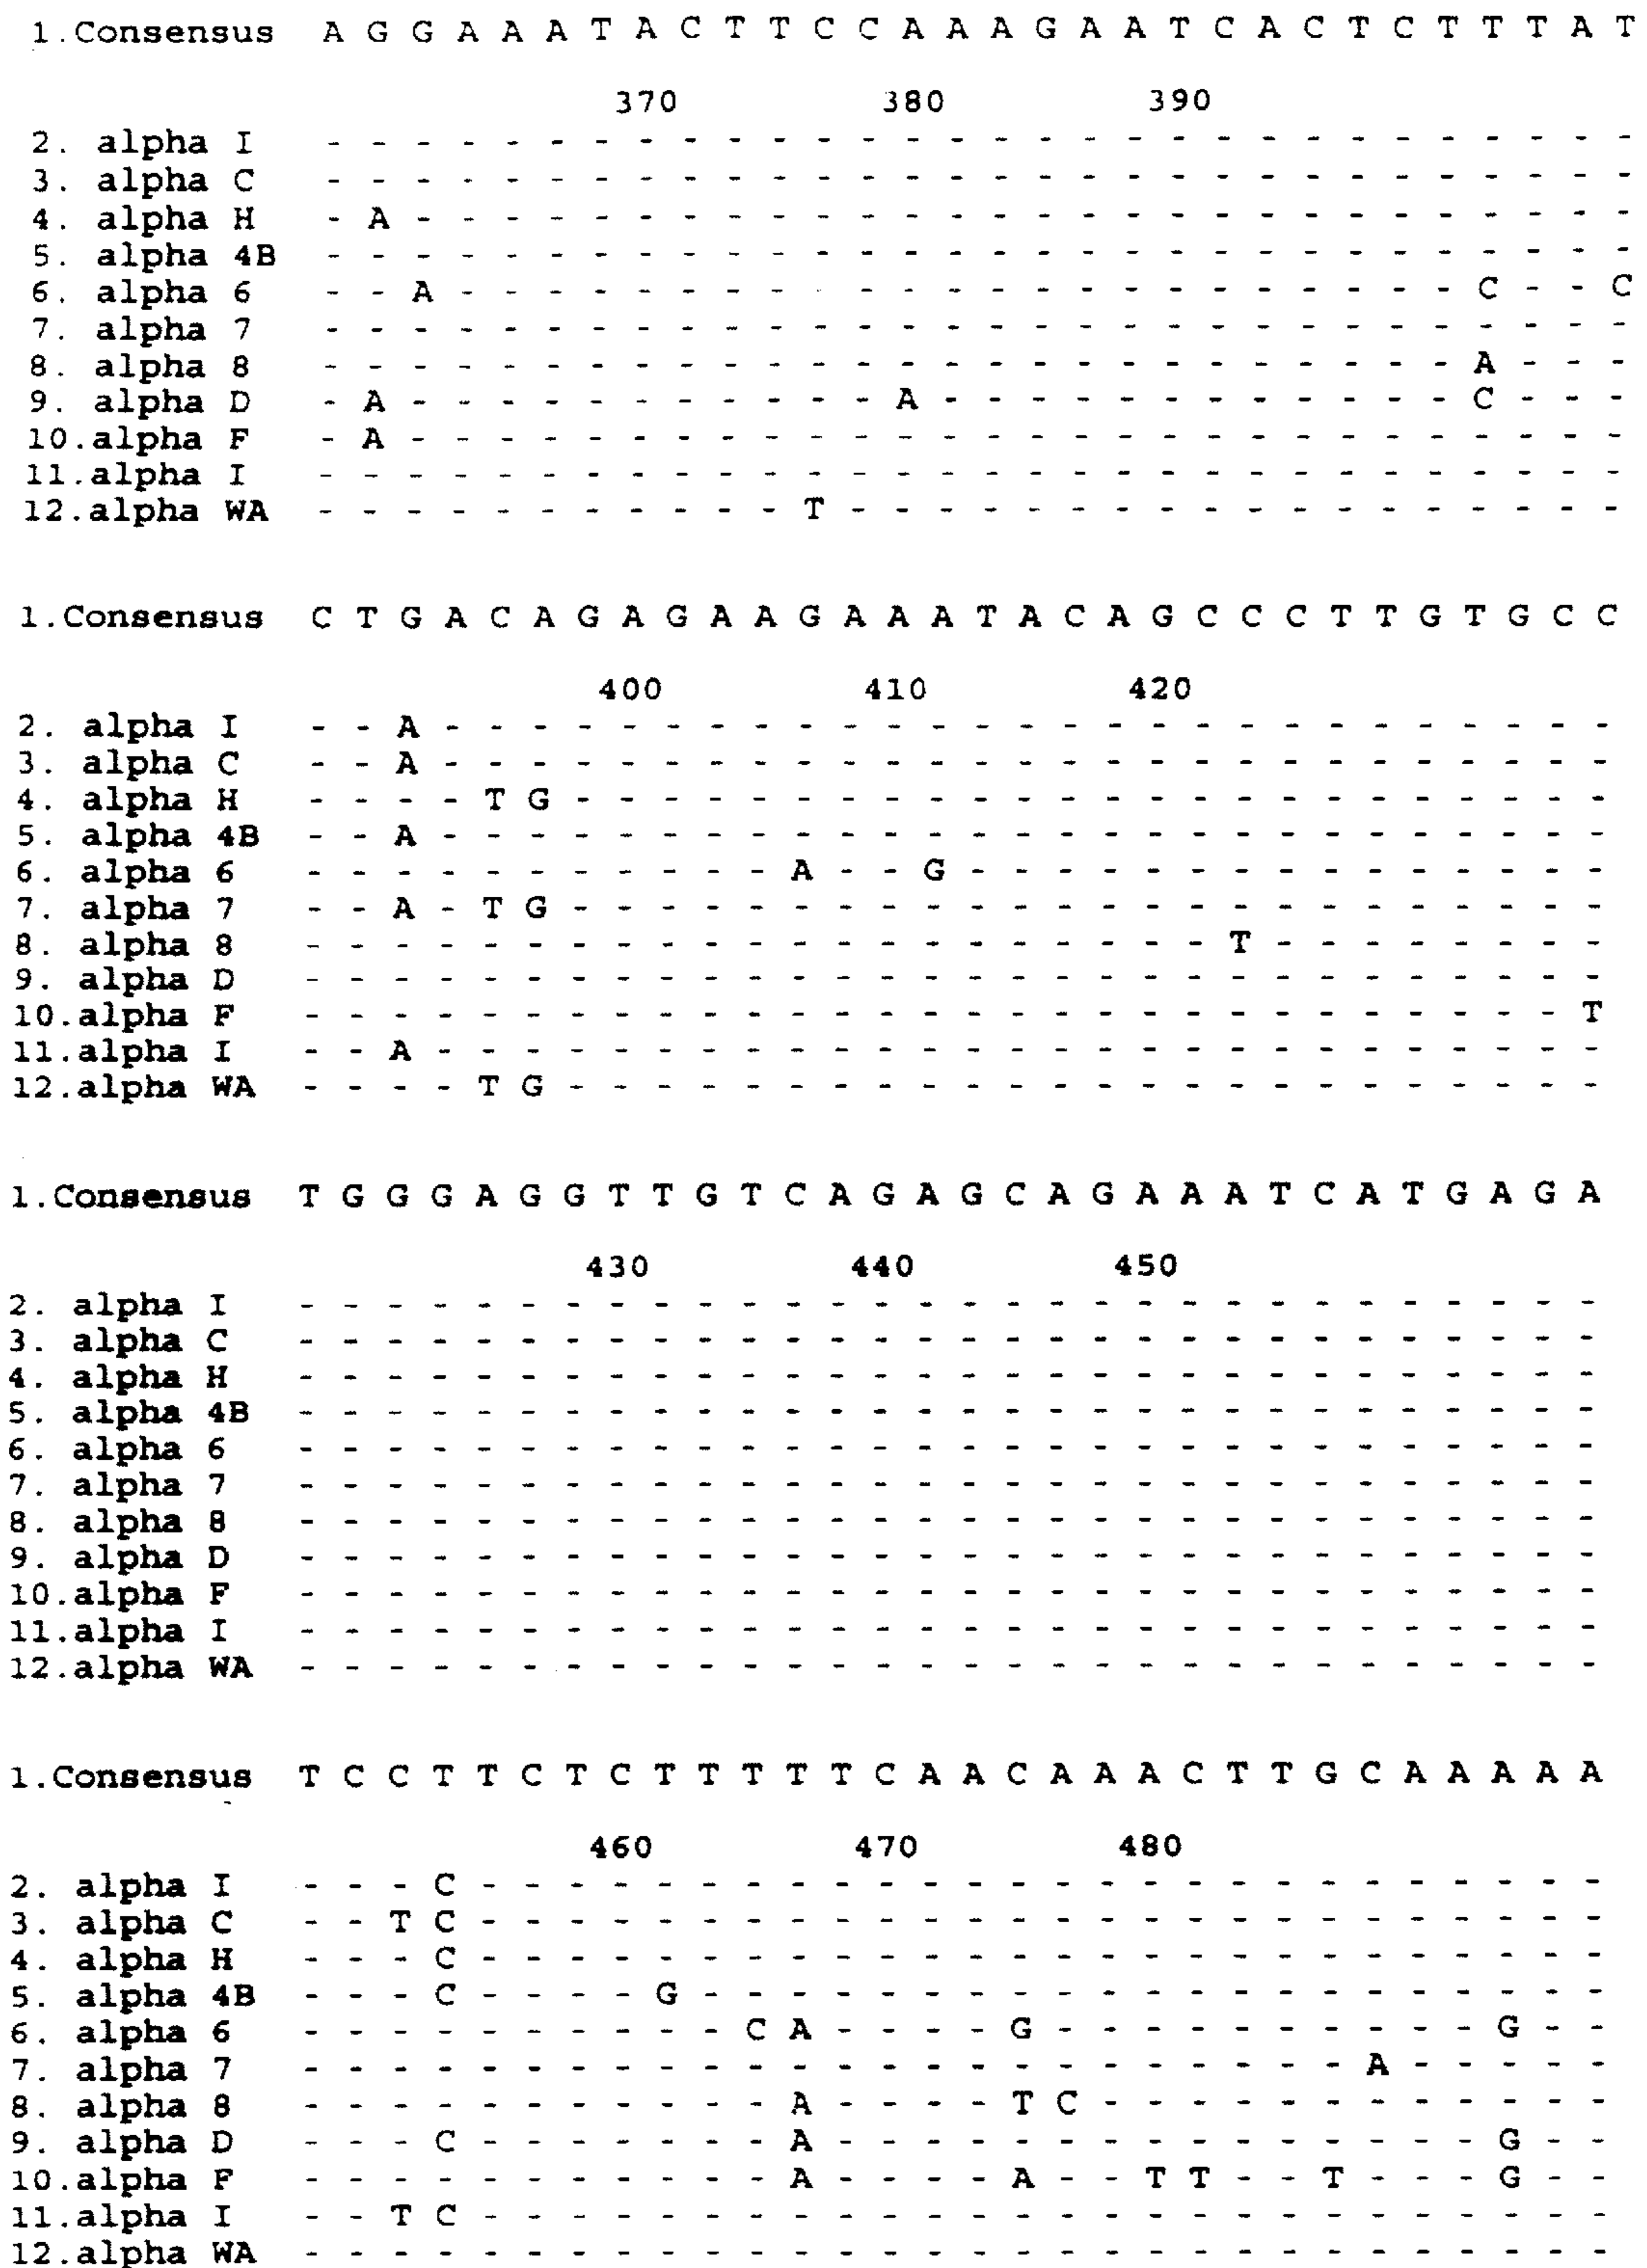 1.Consensus A G G A A A T A C T T C C A A A G A A T C A C T C T T T A T
370 380 390
2. alpha I - - - - - - - - - - - - - - - - - - - - - - - - - - - - - -
3. alpha C - - - - - - - - - - - - - - - - - - - - - - - - - - - - - -
4. alpha H - A - - - - - - - - - - - - - - - - - - - - - - - - - - - -
5. alpha 4B - - - - - - - - - - - - - - - - - - - - - - - - - - - - - -
6. alpha 6 - - A - - - - - - - - - - - - - - - - - - - - - - - C - - C
7. alpha 7 - - - - - - - - - - - - - - - - - - - - - - - - - - - - - -
8. alpha 8 - - - - - - - - - - - - - - - - - - - - - - - - - - A - - -
9. alpha D - A - - - - - - - - - - - A - - - - - - - - - - - - C - - -
10.alpha F - A - - - - - - - - - - - - - - - - - - - - - - - - - - - -
11.alpha I - - - - - - - - - - - - - - - - - - - - - - - - - - - - - -
12.alpha WA - - - - - - - - - - - T - - - - - - - - - - - - - - - - - -
1.Consensus C T G A C A G A G A A G A A A T A C A G C C C T T G T G C C
400 410 420
2. alpha I - - A - - - - - - - - - - - - - - - - - - - - - - - - - - -
3. alpha C - - A - - - - - - - - - - - - - - - - - - - - - - - - - - -
4. alpha H - - - - T G - - - - - - - - - - - - - - - - - - - - - - - -
5. alpha 4B - - A - - - - - - - - - - - - - - - - - - - - - - - - - - -
6. alpha 6 - - - - - - - - - - - A - - G - - - - - - - - - - - - - - -
7. alpha 7 - - A - T G - - - - - - - - - - - - - - - - - - - - - - - -
8. alpha 8 - - - - - - - - - - - - - - - - - - - - - T - - - - - - - -
9. alpha D - - - - - - - - - - - - - - - - - - - - - - - - - - - - - -
10.alpha F - - - - - - - - - - - - - - - - - - - - - - - - - - - - - T
11.alpha I - - A - - - - - - - - - - - - - - - - - - - - - - - - - - -
12.alpha WA - - - - T G - - - - - - - - - - - - - - - - - - - - - - - -
1.Consensus T G G G A G G T T G T C A G A G C A G A A A T C A T G A G A
430 440 450
2. alpha I - - - - - - - - - - - - - - - - - - - - - - - - - - - - - -
3. alpha C - - - - - - - - - - - - - - - - - - - - - - - - - - - - - -
4. alpha H - - - - - - - - - - - - - - - - - - - - - - - - - - - - - -
5. alpha 4B - - - - - - - - - - - - - - - - - - - - - - - - - - - - - -
6. alpha 6 - - - - - - - - - - - - - - - - - - - - - - - - - - - - - -
7. alpha 7 - - - - - - - - - - - - - - - - - - - - - - - - - - - - - -
8. alpha 8 - - - - - - - - - - - - - - - - - - - - - - - - - - - - - -
9. alpha D - - - - - - - - - - - - - - - - - - - - - - - - - - - - - -
10.alpha F - - - - - - - - - - - - - - - - - - - - - - - - - - - - - -
11.alpha I - - - - - - - - - - - - - - - - - - - - - - - - - - - - - -
12.alpha WA - - - - - - - - - - - - - - - - - - - - - - - - - - - - - -
1.Consensus T C C T T C T C T T T T T C A A C A A A C T T G C A A A A A
460 470 480
2. alpha I - - - C - - - - - - - - - - - - - - - - - - - - - - - - - -
3. alpha C - - T C - - - - - - - - - - - - - - - - - - - - - - - - - -
4. alpha H - - - C - - - - - - - - - - - - - - - - - - - - - - - - - -
5. alpha 4B - - - C - - - - G - - - - - - - - - - - - - - - - - - - - -
6. alpha 6 - - - - - - - - - - C A - - - - G - - - - - - - - - - G - -
7. alpha 7 - - - - - - - - - - - - - - - - - - - - - - - - A - - - - -
8. alpha 8 - - - - - - - - - - - A - - - - T C - - - - - - - - - - - -
9. alpha D - - - C - - - - - - - A - - - - - - - - - - - - - - - G - -
10.alpha F - - - - - - - - - - - A - - - - A - - T T - - T - - - G - -
11.alpha I - - T C - - - - - - - - - - - - - - - - - - - - - - - - - -
12.alpha WA - - - - - - - - - - - - - - - - - - - - - - - - - - - - - -